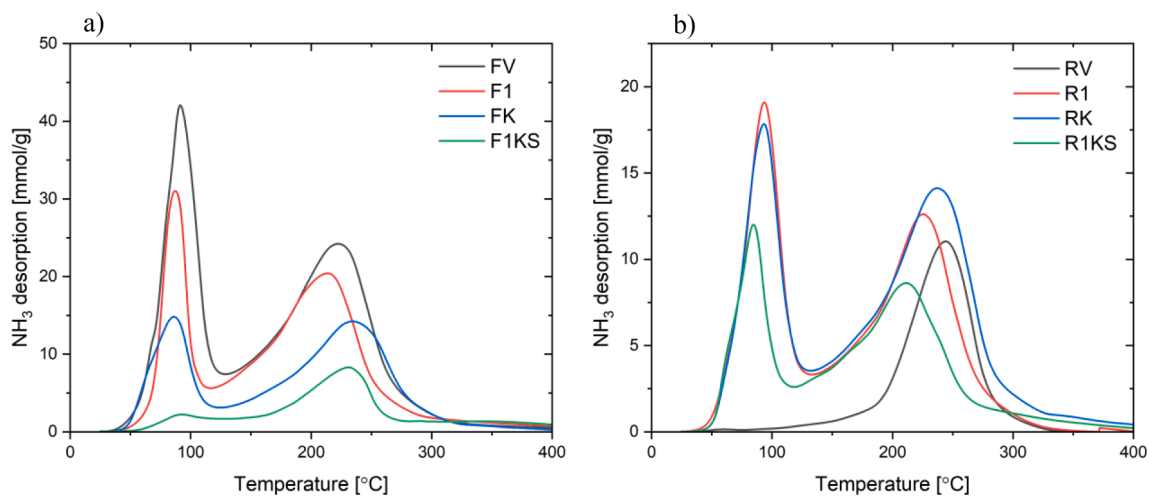 a)
50
40
30
20
10
0
NH3 desorption [mmol/g]
FV
F1
FK
F1KS
0 100 200 300 400
Temperature [°C]
b)
20
15
10
5
0
NH3 desorption [mmol/g]
RV
R1
RK
R1KS
0 100 200 300 400
Temperature [°C]